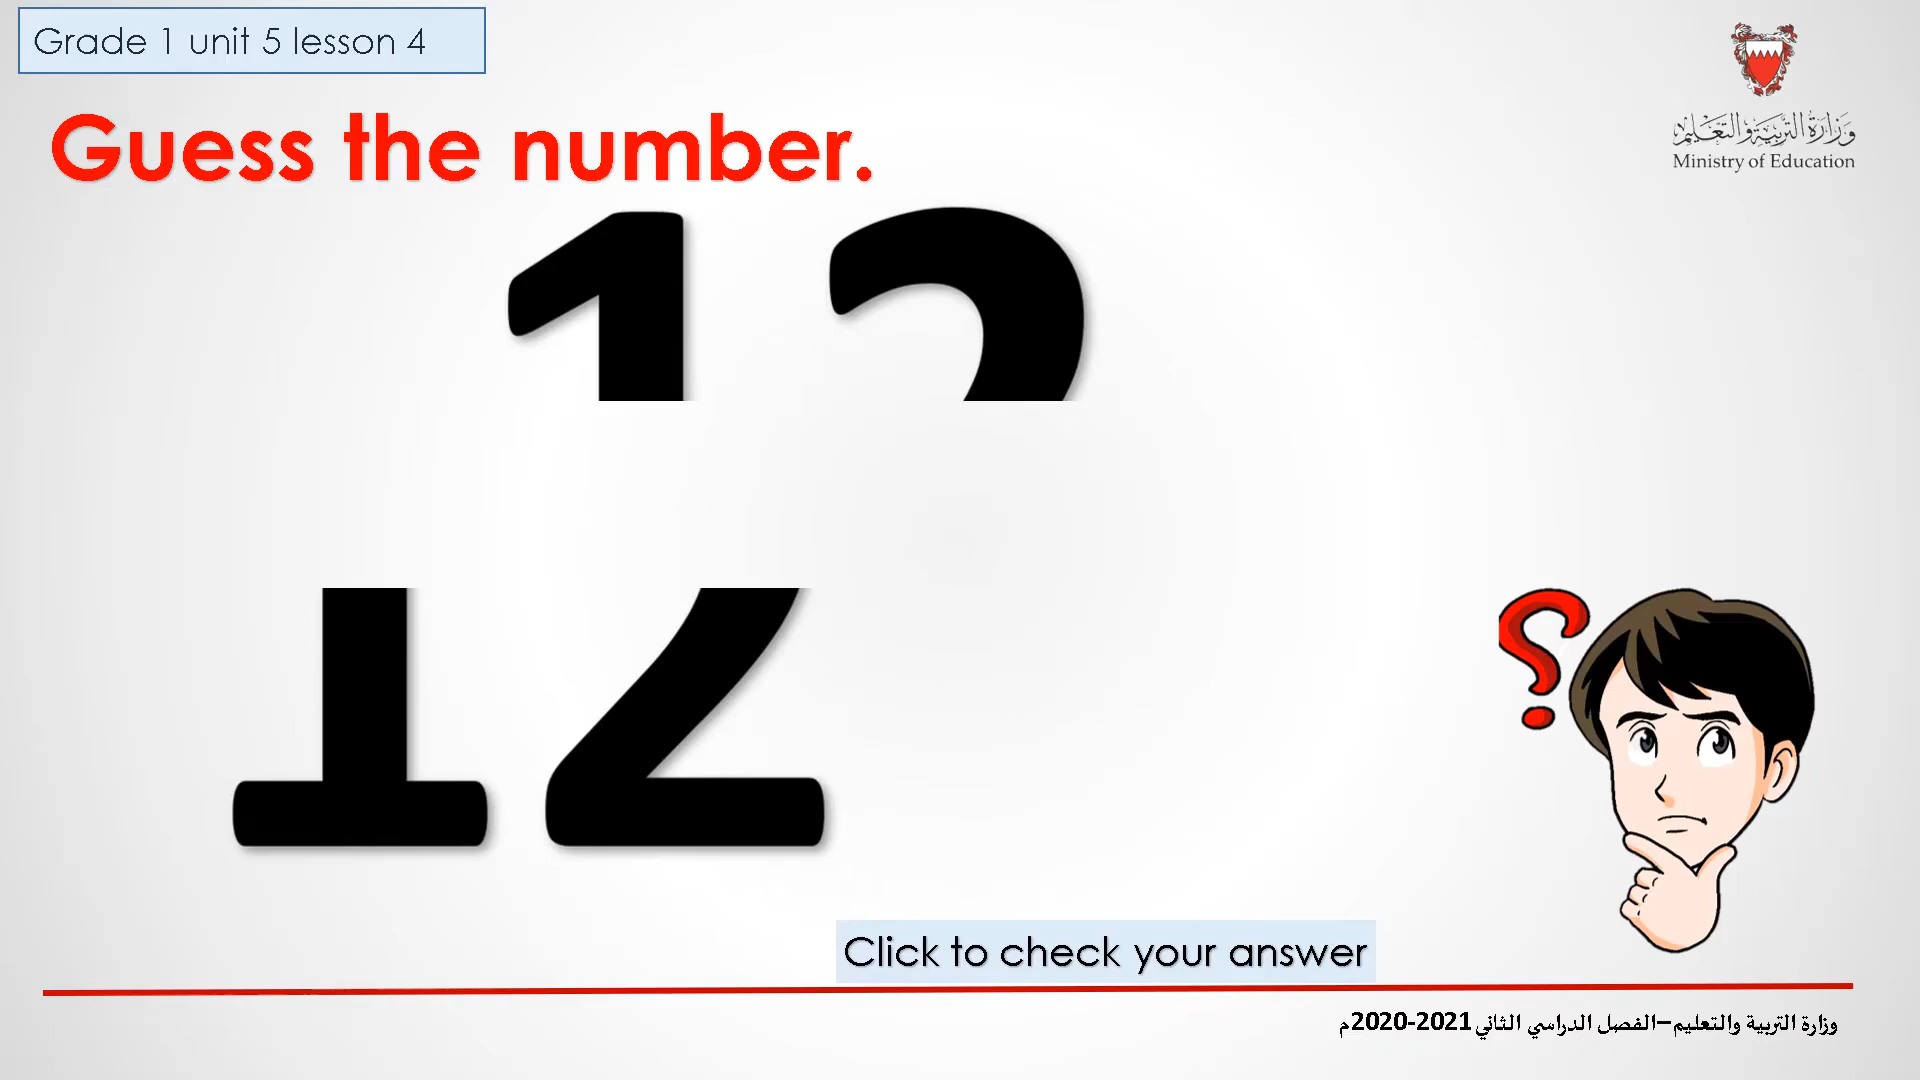 Grade 1 unit 5 lesson 4
وزارة التربية والتعليم
Ministry of Education
Guess the number.
12
Click to check your answer
وزارة التربية والتعليم–الفصل الدراسي الثاني 2020-2021م